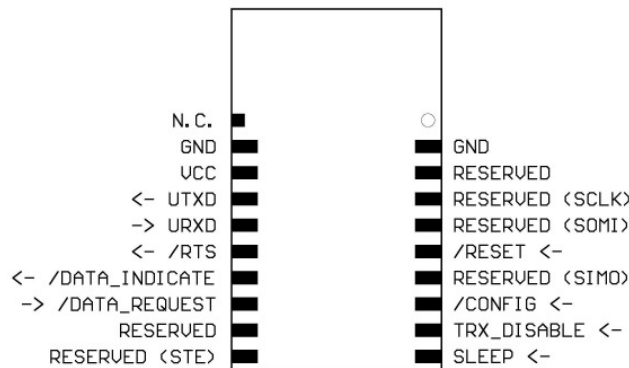 N.C.
GND GND
VCC RESERVED
<- UTXD RESERVED (SCLK)
-> URXD RESERVED (SOMI)
<- /RTS /RESET <-
<- /DATA_INDICATE RESERVED (SIMO)
-> /DATA_REQUEST /CONFIG <-
RESERVED TRX_DISABLE <-
RESERVED (STE) SLEEP <-